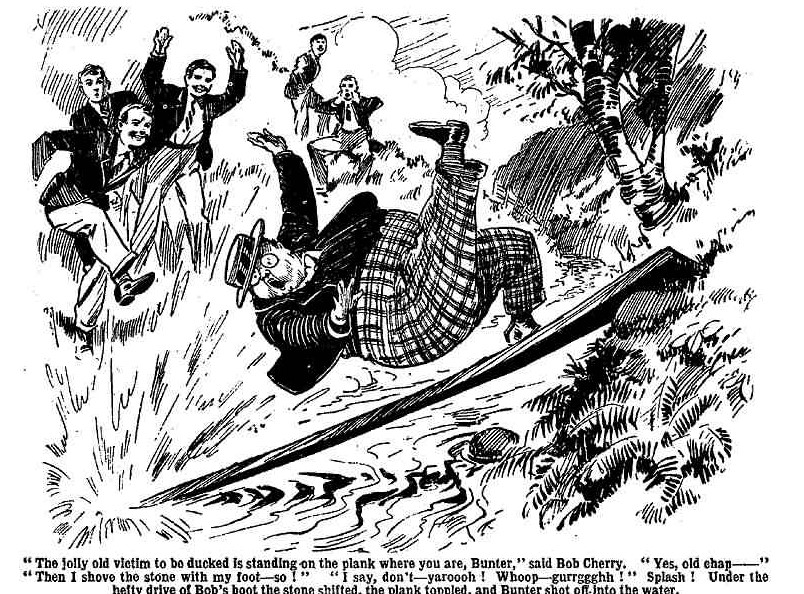 “ The jolly old victim to be ducked is standing on the plank where you are, Bunter,” said Bob Cherry. “ Yes, old chap——”
“ Then I shove the stone with my foot—so ! ” “ I say, don’t—yaroooh ! Whoop—gurrggghh ! ” Splash ! Under the
hefty drive of Bob’s boot the stone shifted, the plank toppled, and Bunter shot off into the water.